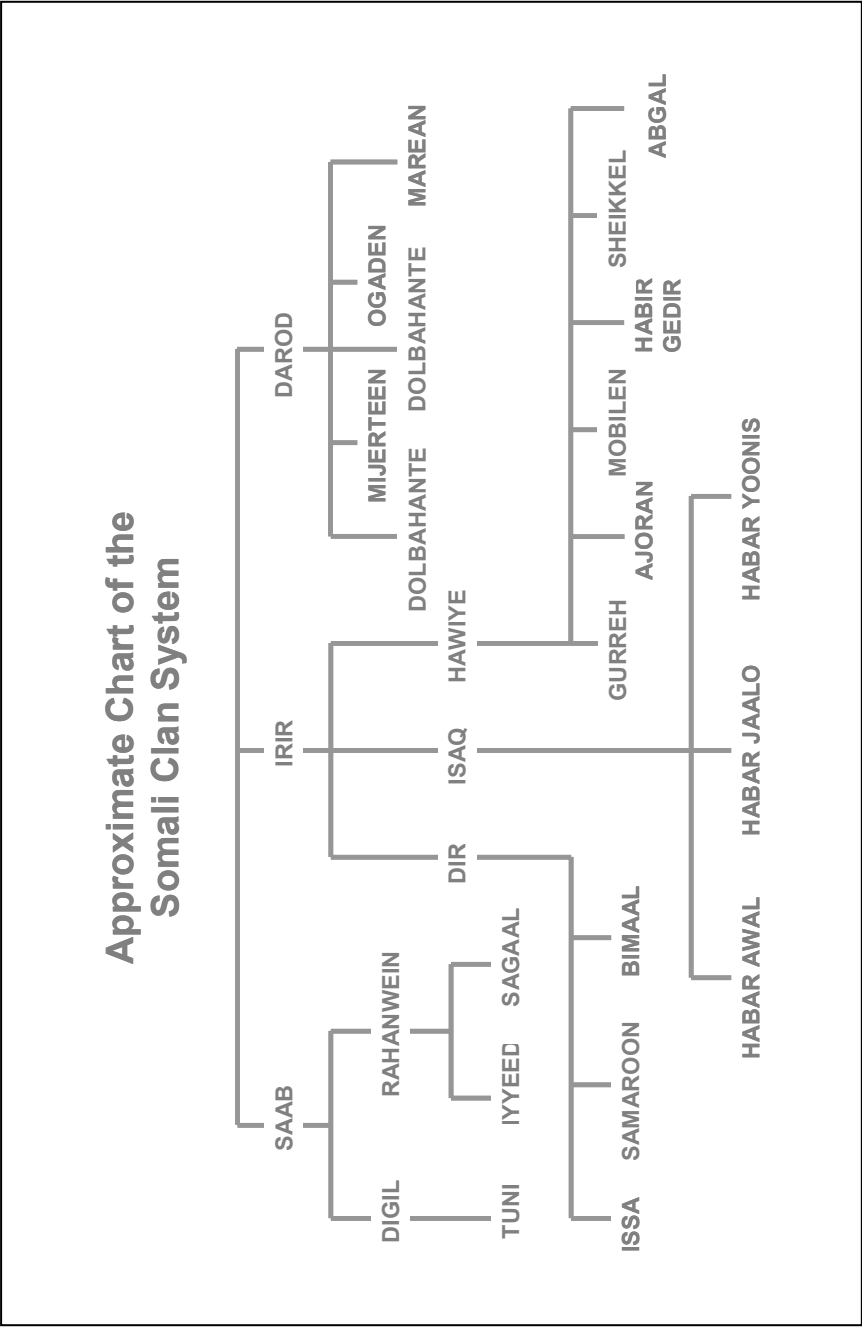 Approximate Chart of the
Somali Clan System
SAAB
IRIR
DAROD
DIGIL
RAHANWEIN
DIR
ISAQ
HAWIYE
DOLBAHANTE
MIJERTEEN
DOLBAHANTE
OGADEN
MAREAN
TUNI
IYYEED
SAGAAL
ISSA
SAMAROON
BIMAAL
GURREH
AJORAN
MOBILEN
HABIR
GEDIR
SHEIKKEL
ABGAL
HABAR AWAL
HABAR JAALO
HABAR YOONIS